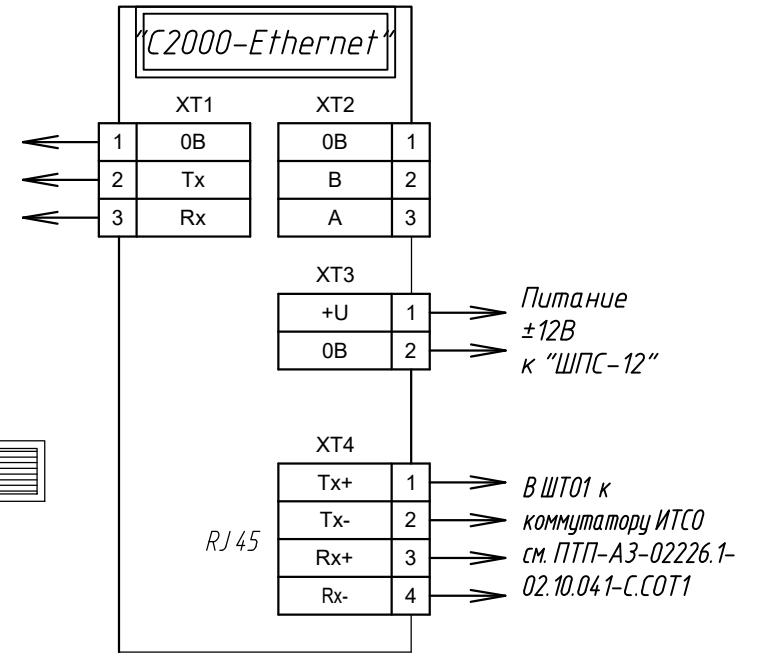 "С2000-Ethernet"
XT1
XT2
1 0В
0В 1
2 Tx
B 2
3 Rx
A 3
XT3
+U 1
0В 2
Питание
±12В
к "ШПС-12"
XT4
RJ 45
Tx+ 1
Tx- 2
Rx+ 3
Rx- 4
В ШТО1 к
коммутатору ИТСО
см. ПТП-АЗ-02226.1-
02.10.041-С.СОТ1